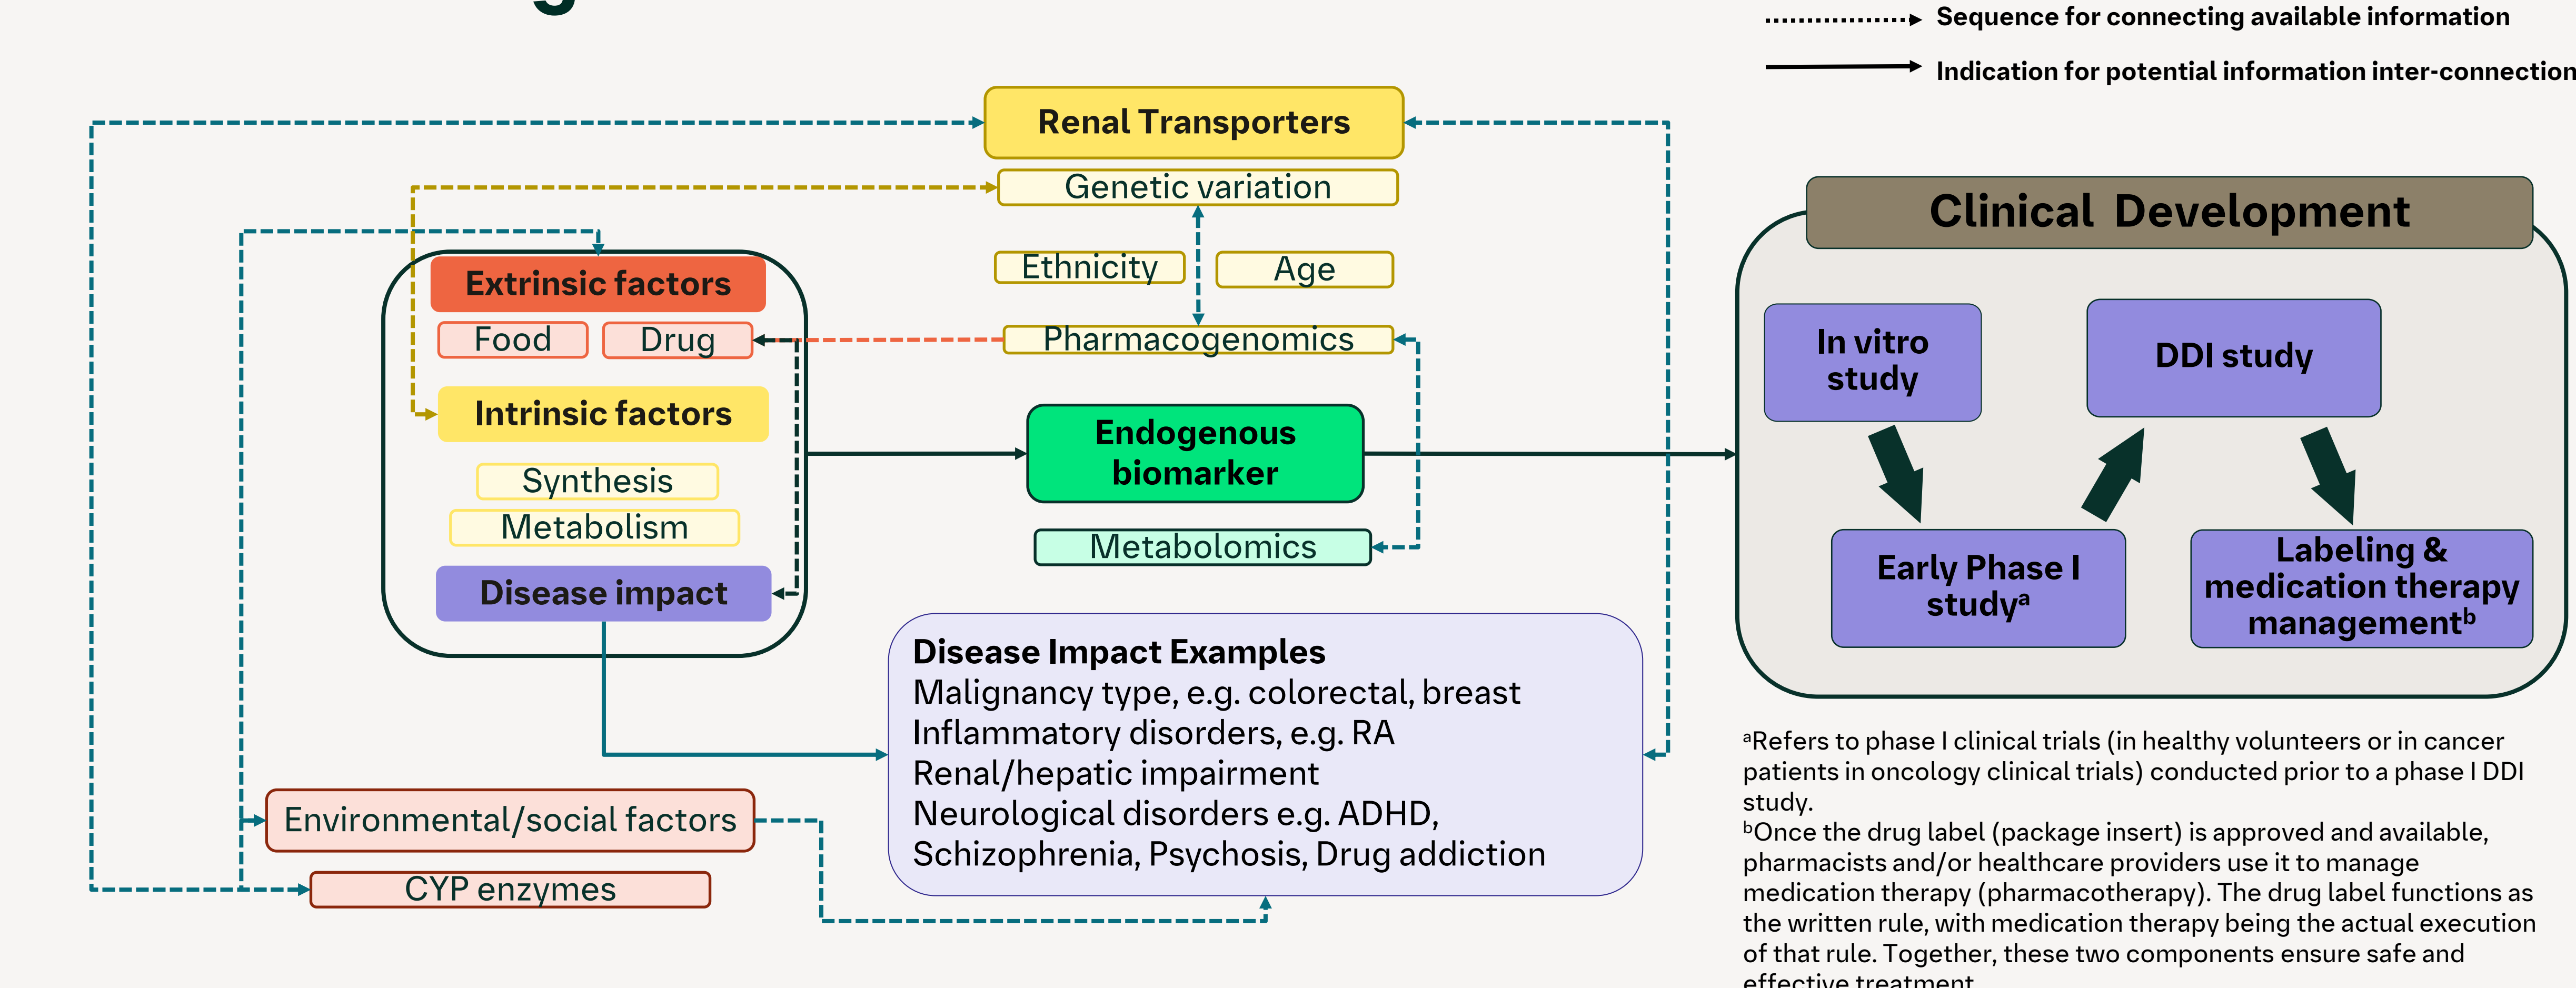 Sequence for connecting available information
Indication for potential information inter-connection
Renal Transporters
Genetic variation
Ethnicity
Age
Pharmacogenomics
Extrinsic factors
Food
Drug
Intrinsic factors
Synthesis
Metabolism
Disease impact
Endogenous
biomarker
Metabolomics
Disease Impact Examples
Malignancy type, e.g. colorectal, breast
Inflammatory disorders, e.g. RA
Renal/hepatic impairment
Neurological disorders e.g. ADHD,
Schizophrenia, Psychosis, Drug addiction
Environmental/social factors
CYP enzymes
Clinical Development
In vitro
study
DDI study
Early Phase I
studyᵃ
Labeling &
medication therapy
managementᵇ
ᵃRefers to phase I clinical trials (in healthy volunteers or in cancer
patients in oncology clinical trials) conducted prior to a phase I DDI
study.
ᵇOnce the drug label (package insert) is approved and available,
pharmacists and/or healthcare providers use it to manage
medication therapy (pharmacotherapy). The drug label functions as
the written rule, with medication therapy being the actual execution
of that rule. Together, these two components ensure safe and
effective treatment